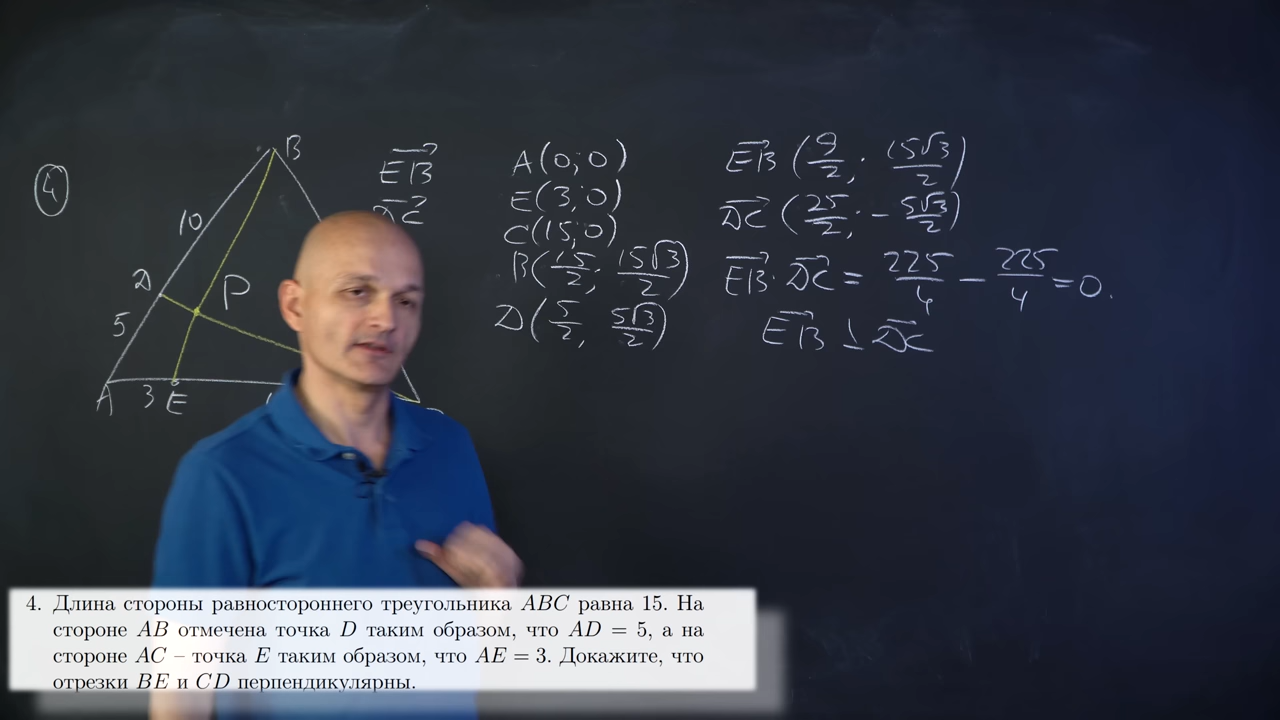 4
B
10
D
P
5
A 3 E
EB
DC
A(0;0)
E(3;0)
C(15;0)
B(15/2; 15√3/2)
D(5/2, 5√3/2)
EB (9/2; 15√3/2)
DC (25/2; -5√3/2)
EB · DC = 225/4 - 225/4 = 0.
EB ⊥ DC
4. Длина стороны равностороннего треугольника ABC равна 15. На
стороне AB отмечена точка D таким образом, что AD = 5, а на
стороне AC – точка E таким образом, что AE = 3. Докажите, что
отрезки BE и CD перпендикулярны.